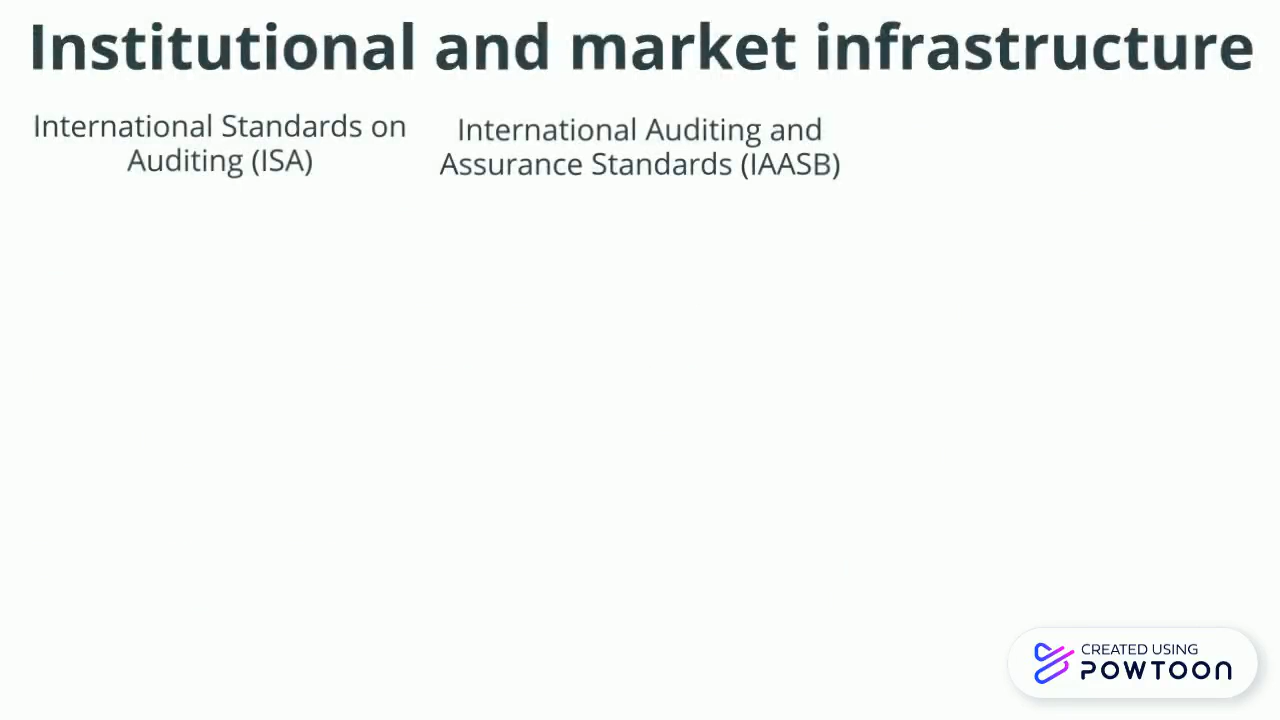 Institutional and market infrastructure
International Standards on
Auditing (ISA)
International Auditing and
Assurance Standards (IAASB)
CREATED USING
POWTOON